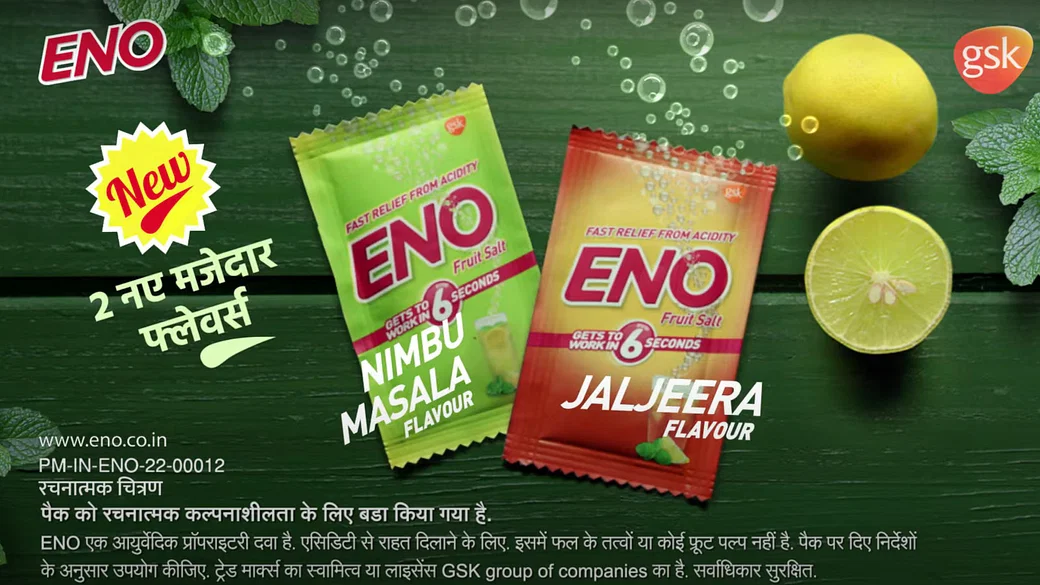 ENO
gsk
New
2 नए मजेदार
फ्लेवर्स
gsk
FAST RELIEF FROM ACIDITY
ENO
Fruit Salt
GETS TO
WORK IN 6 SECONDS
NIMBU
MASALA
FLAVOUR
gsk
FAST RELIEF FROM ACIDITY
ENO
Fruit Salt
GETS TO
WORK IN 6 SECONDS
JALJEERA
FLAVOUR
www.eno.co.in
PM-IN-ENO-22-00012
रचनात्मक चित्रण
पैक को रचनात्मक कल्पनाशीलता के लिए बडा किया गया है.
ENO एक आयुर्वेदिक प्रॉपराइटरी दवा है. एसिडिटी से राहत दिलाने के लिए. इसमें फल के तत्वों या कोई फ्रूट पल्प नहीं है. पैक पर दिए निर्देशों
के अनुसार उपयोग कीजिए. ट्रेड मार्क्स का स्वामित्व या लाइसेंस GSK group of companies का है. सर्वाधिकार सुरक्षित.